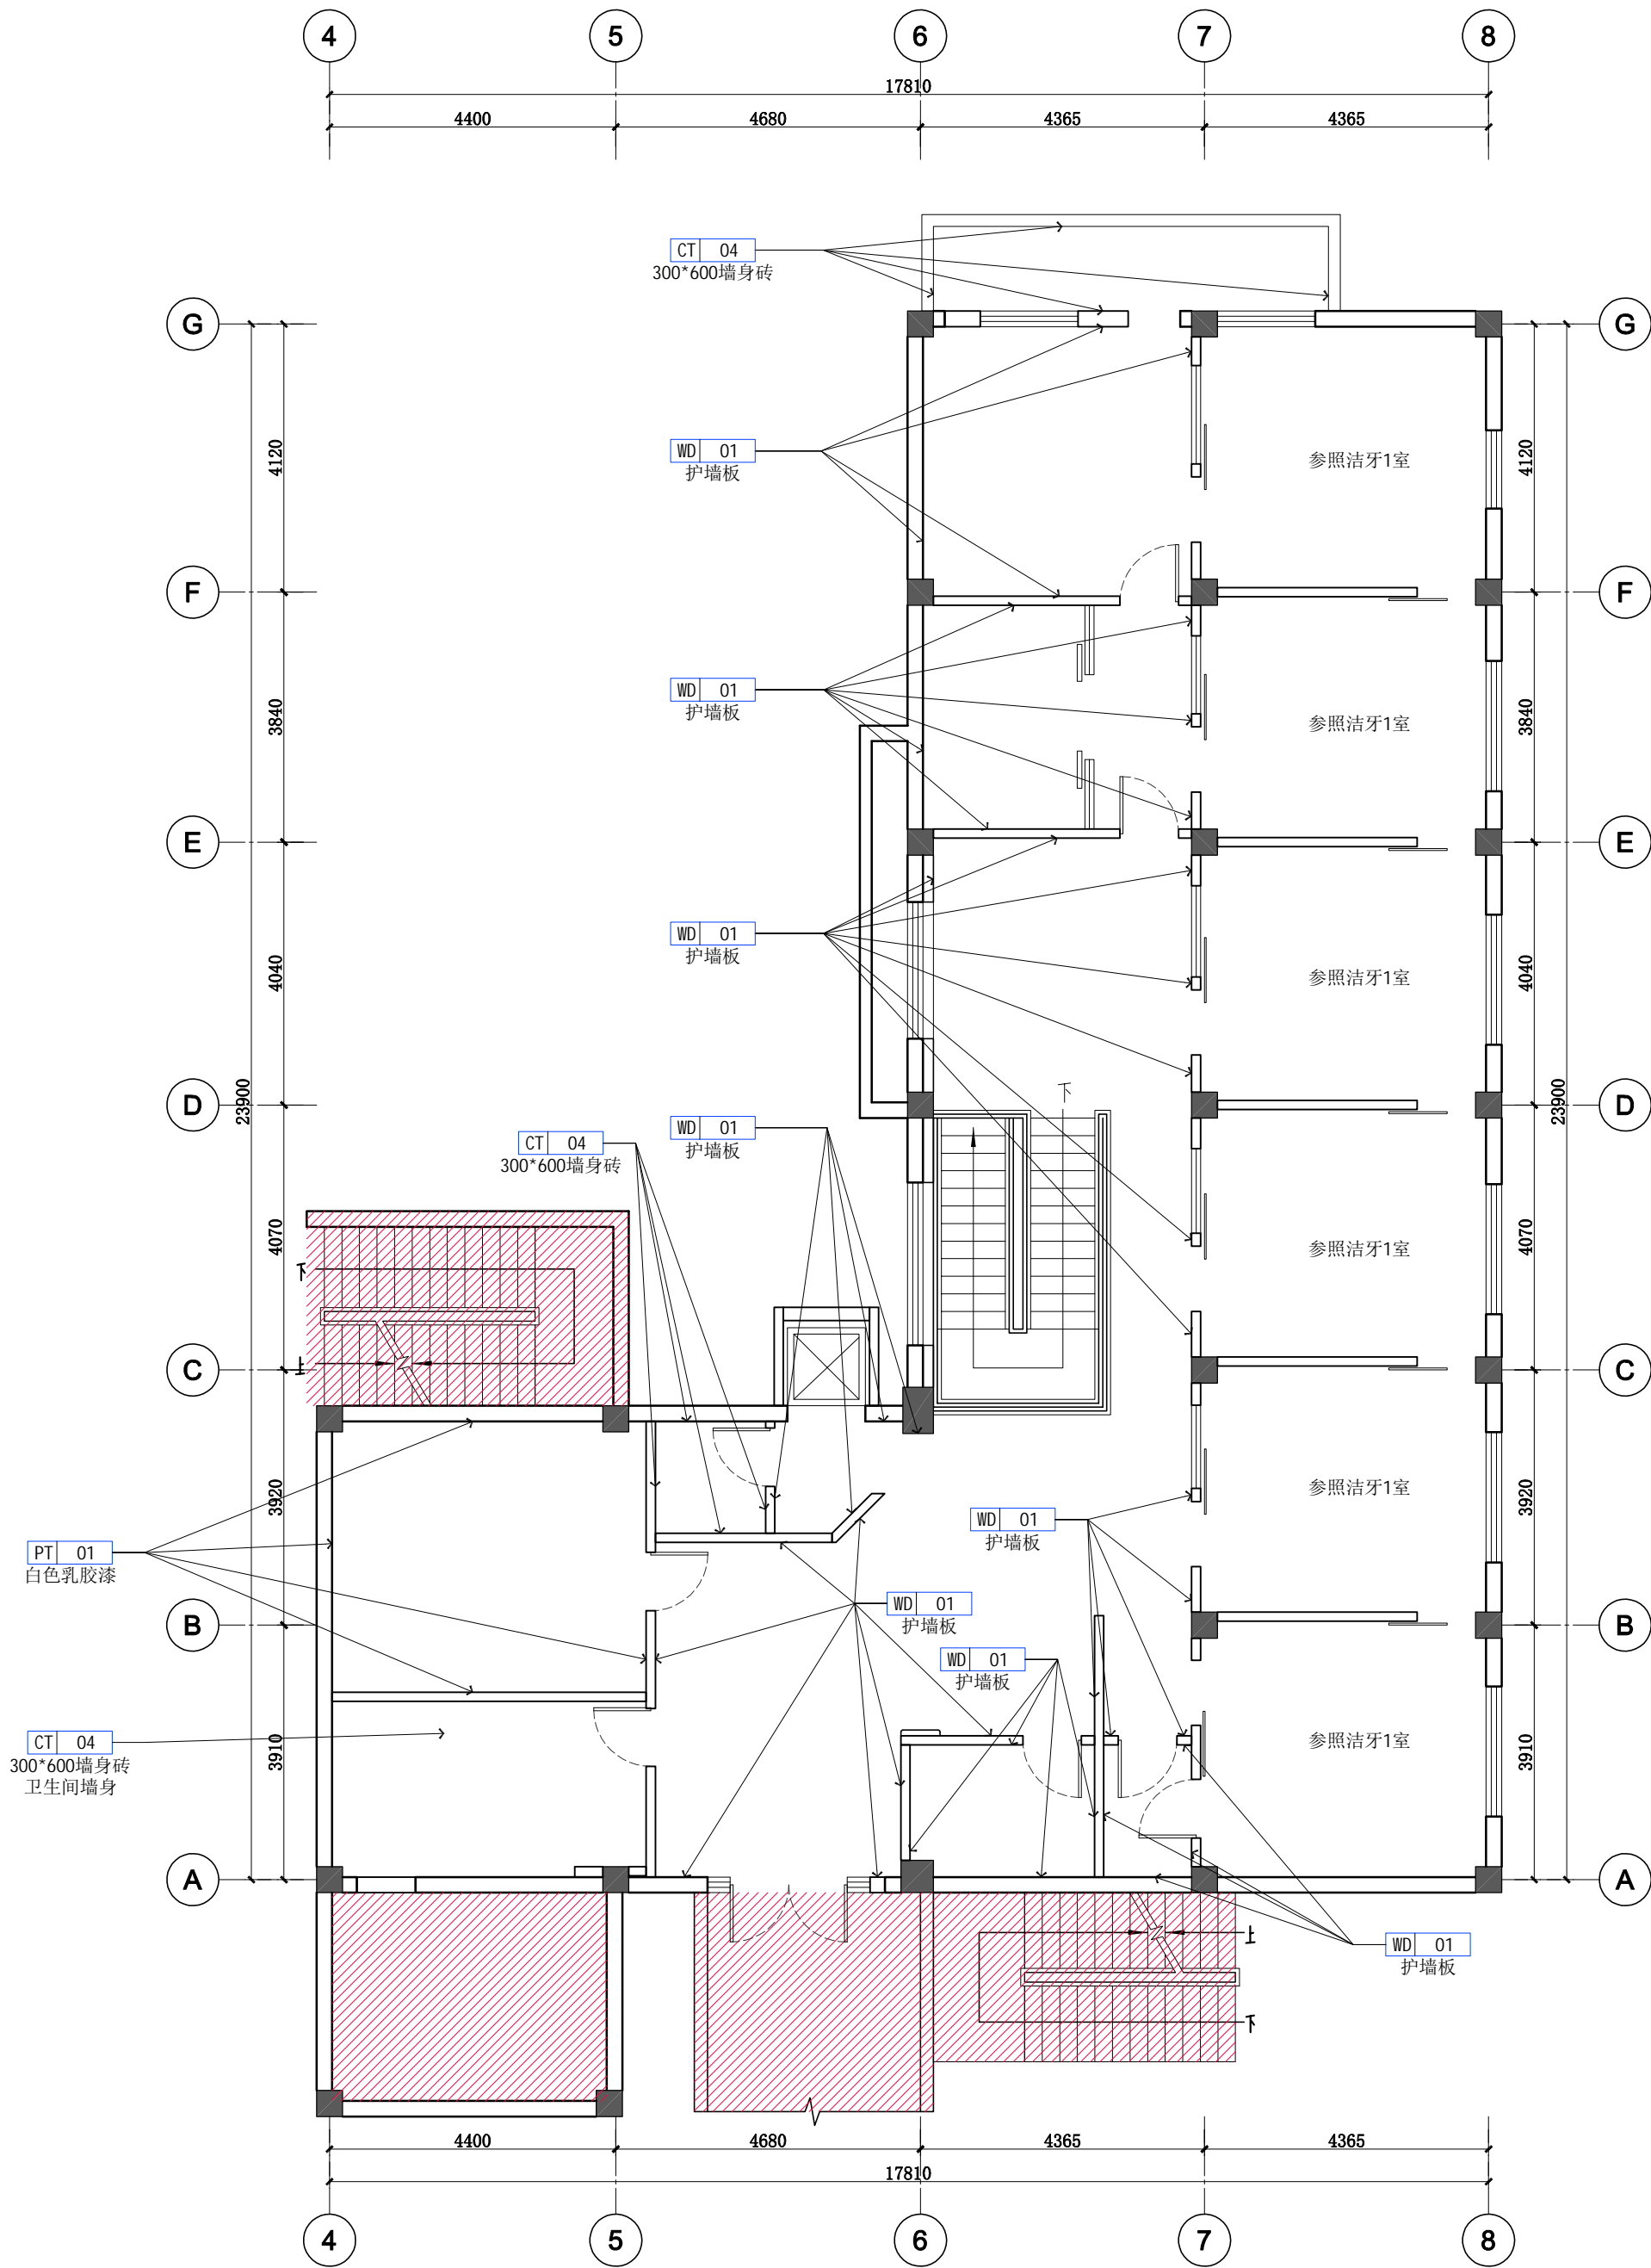 4 5 6 7 8
17810
4400 4680 4365 4365
CT 04
300*600墙身砖
G G
WD 01
护墙板
4120 参照洁牙1室 4120
F F
WD 01
护墙板
3840 参照洁牙1室 3840
E E
WD 01
护墙板
4040 参照洁牙1室 4040
23900 23900
D D
下
WD 01
护墙板
CT 04
300*600墙身砖
4070 参照洁牙1室 4070
下
上
C C
3920 参照洁牙1室 3920
WD 01
护墙板
PT 01
白色乳胶漆
WD 01
护墙板
B B
WD 01
护墙板
CT 04
300*600墙身砖
卫生间墙身
3910 参照洁牙1室 3910
A A
上
WD 01
护墙板
下
4400 4680 4365 4365
17810
4 5 6 7 8